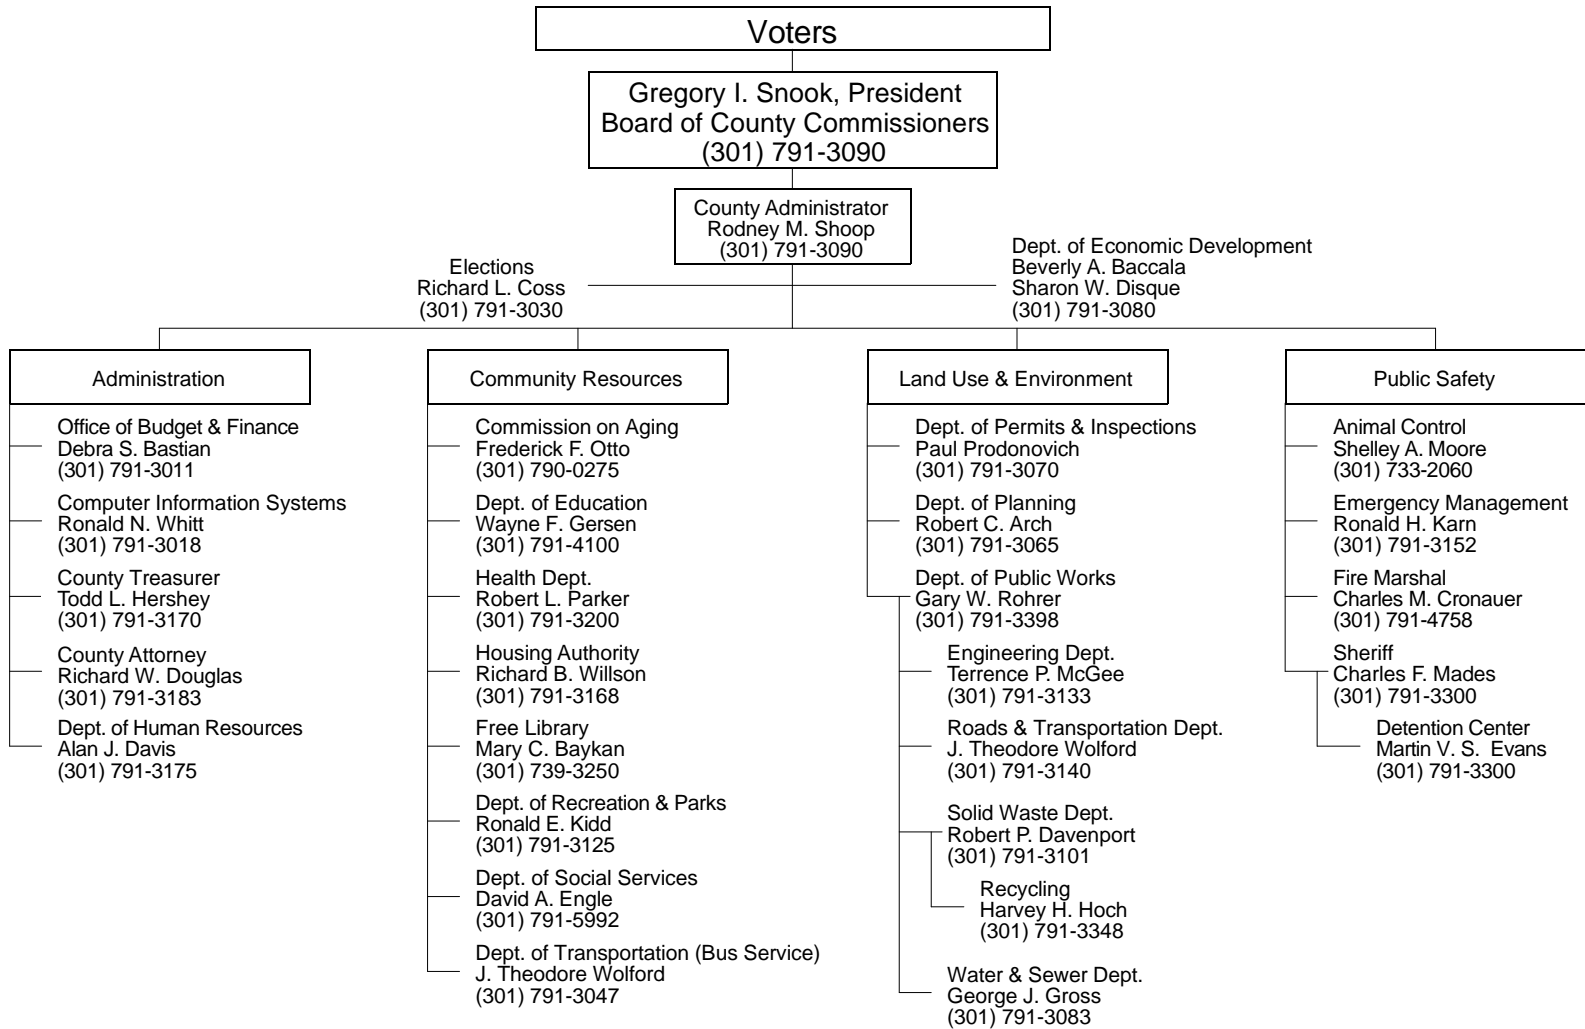 Voters
Gregory I. Snook, President
Board of County Commissioners
(301) 791-3090
County Administrator
Rodney M. Shoop
(301) 791-3090
Elections
Richard L. Coss
(301) 791-3030
Dept. of Economic Development
Beverly A. Baccala
Sharon W. Disque
(301) 791-3080
Administration
Office of Budget & Finance
Debra S. Bastian
(301) 791-3011
Computer Information Systems
Ronald N. Whitt
(301) 791-3018
County Treasurer
Todd L. Hershey
(301) 791-3170
County Attorney
Richard W. Douglas
(301) 791-3183
Dept. of Human Resources
Alan J. Davis
(301) 791-3175
Community Resources
Commission on Aging
Frederick F. Otto
(301) 790-0275
Dept. of Education
Wayne F. Gersen
(301) 791-4100
Health Dept.
Robert L. Parker
(301) 791-3200
Housing Authority
Richard B. Willson
(301) 791-3168
Free Library
Mary C. Baykan
(301) 739-3250
Dept. of Recreation & Parks
Ronald E. Kidd
(301) 791-3125
Dept. of Social Services
David A. Engle
(301) 791-5992
Dept. of Transportation (Bus Service)
J. Theodore Wolford
(301) 791-3047
Land Use & Environment
Dept. of Permits & Inspections
Paul Prodonovich
(301) 791-3070
Dept. of Planning
Robert C. Arch
(301) 791-3065
Dept. of Public Works
Gary W. Rohrer
(301) 791-3398
Engineering Dept.
Terrence P. McGee
(301) 791-3133
Roads & Transportation Dept.
J. Theodore Wolford
(301) 791-3140
Solid Waste Dept.
Robert P. Davenport
(301) 791-3101
Recycling
Harvey H. Hoch
(301) 791-3348
Water & Sewer Dept.
George J. Gross
(301) 791-3083
Public Safety
Animal Control
Shelley A. Moore
(301) 733-2060
Emergency Management
Ronald H. Karn
(301) 791-3152
Fire Marshal
Charles M. Cronauer
(301) 791-4758
Sheriff
Charles F. Mades
(301) 791-3300
Detention Center
Martin V. S. Evans
(301) 791-3300